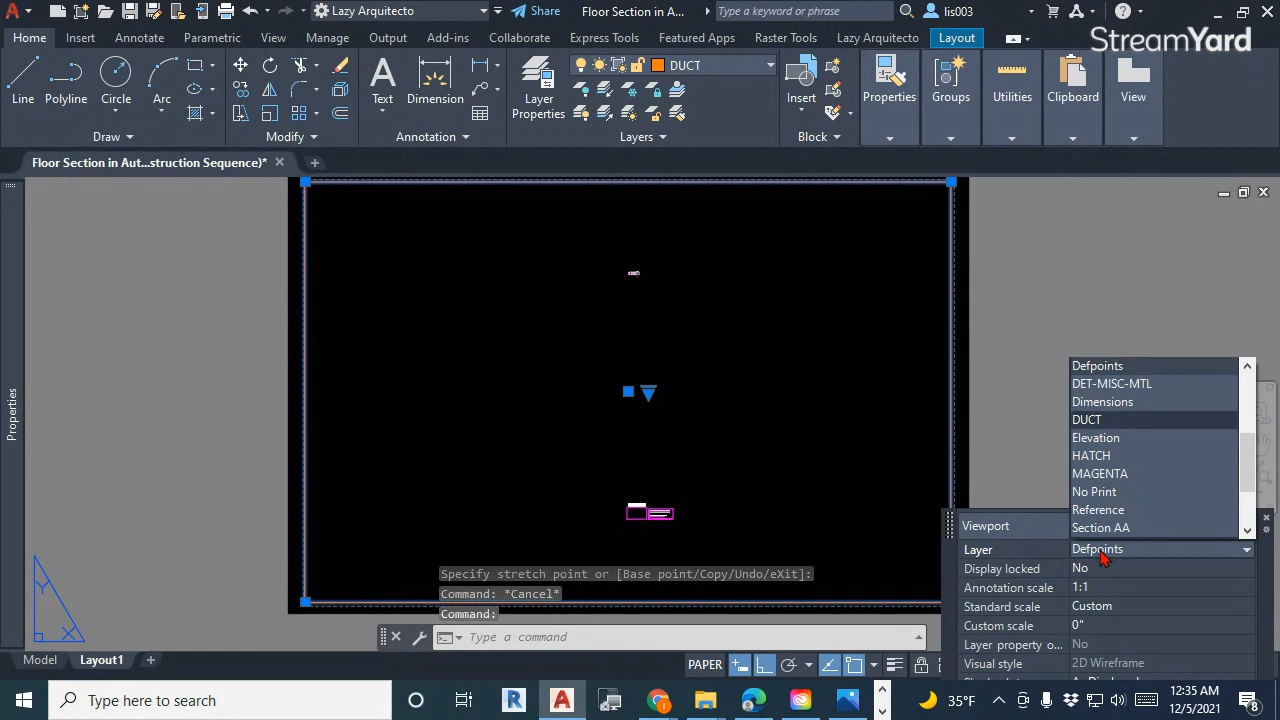 Lazy Arquitecto
Share
Floor Section in A...
Type a keyword or phrase
lis003
StreamYard
Home
Insert
Annotate
Parametric
View
Manage
Output
Add-ins
Collaborate
Express Tools
Featured Apps
Raster Tools
Lazy Arquitecto
Layout
Line
Polyline
Circle
Arc
Text
Dimension
Layer
Properties
DUCT
Insert
Properties
Groups
Utilities
Clipboard
View
Draw
Modify
Annotation
Layers
Block
Floor Section in Aut...struction Sequence)*
Properties
Defpoints
DET-MISC-MTL
Dimensions
DUCT
Elevation
HATCH
MAGENTA
No Print
Reference
Section AA
Viewport
Layer Defpoints
Display locked No
Annotation scale 1:1
Standard scale Custom
Custom scale 0"
Layer property o... No
Visual style 2D Wireframe
Specify stretch point or [Base point/Copy/Undo/eXit]:
Command: *Cancel*
Command:
Type a command
Y
X
Model
Layout1
PAPER
Type here to search
35°F
12:35 AM
12/5/2021
8